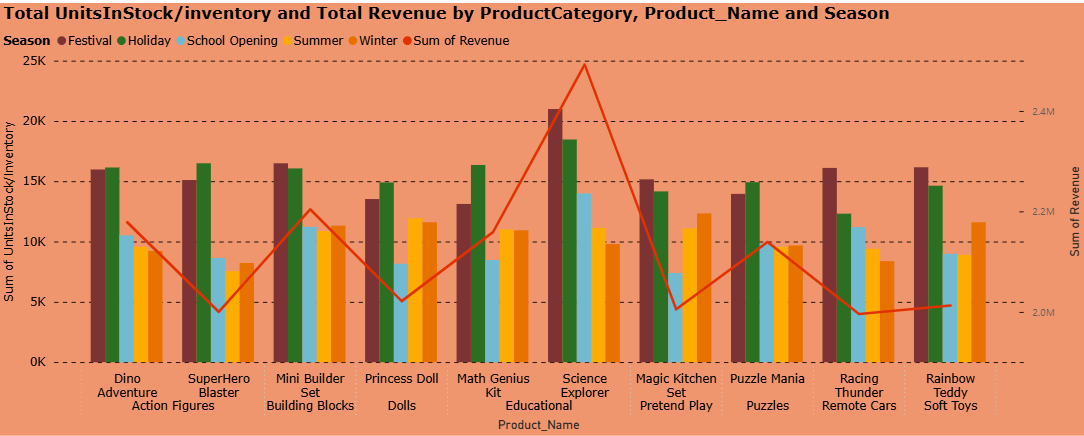 Total UnitsInStock/inventory and Total Revenue by ProductCategory, Product_Name and Season
Season Festival Holiday School Opening Summer Winter Sum of Revenue
25K
20K
15K
10K
5K
0K
Sum of UnitsInStock/Inventory
2.4M
2.2M
2.0M
Sum of Revenue
Dino Adventure
SuperHero Blaster
Mini Builder Set
Princess Doll
Math Genius Kit
Science Explorer
Magic Kitchen Set
Puzzle Mania
Racing Thunder
Rainbow Teddy
Action Figures
Building Blocks
Dolls
Educational
Pretend Play
Puzzles
Remote Cars
Soft Toys
Product_Name